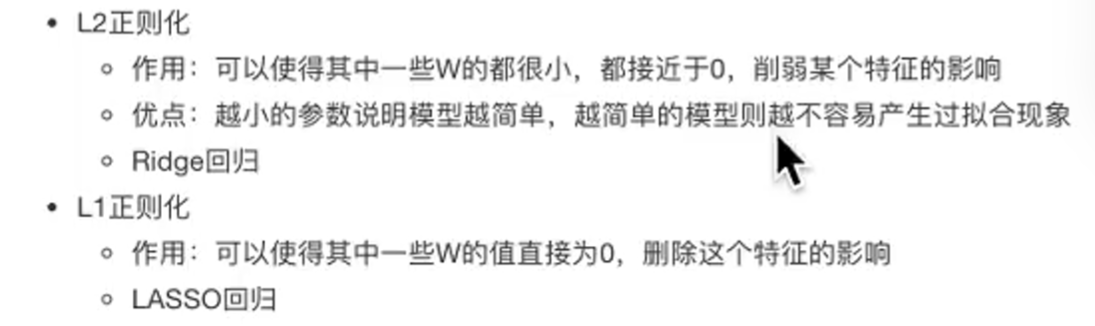 • L2正则化
◦ 作用：可以使得其中一些W的都很小，都接近于0，削弱某个特征的影响
◦ 优点：越小的参数说明模型越简单，越简单的模型则越不容易产生过拟合现象
◦ Ridge回归
• L1正则化
◦ 作用：可以使得其中一些W的值直接为0，删除这个特征的影响
◦ LASSO回归